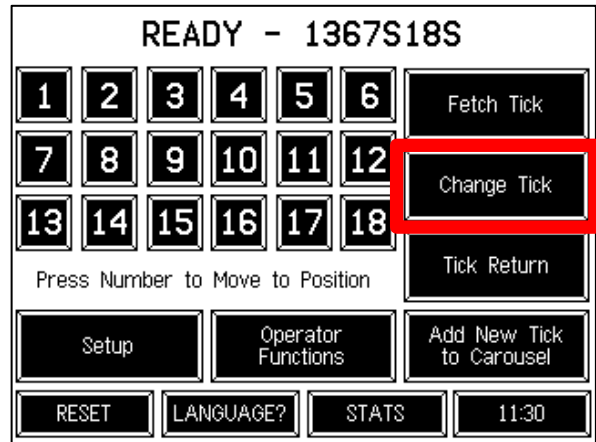 READY - 1367S18S
1 2 3 4 5 6
Fetch Tick
7 8 9 10 11 12
Change Tick
13 14 15 16 17 18
Tick Return
Press Number to Move to Position
Setup
Operator
Functions
Add New Tick
to Carousel
RESET
LANGUAGE?
STATS
11:30